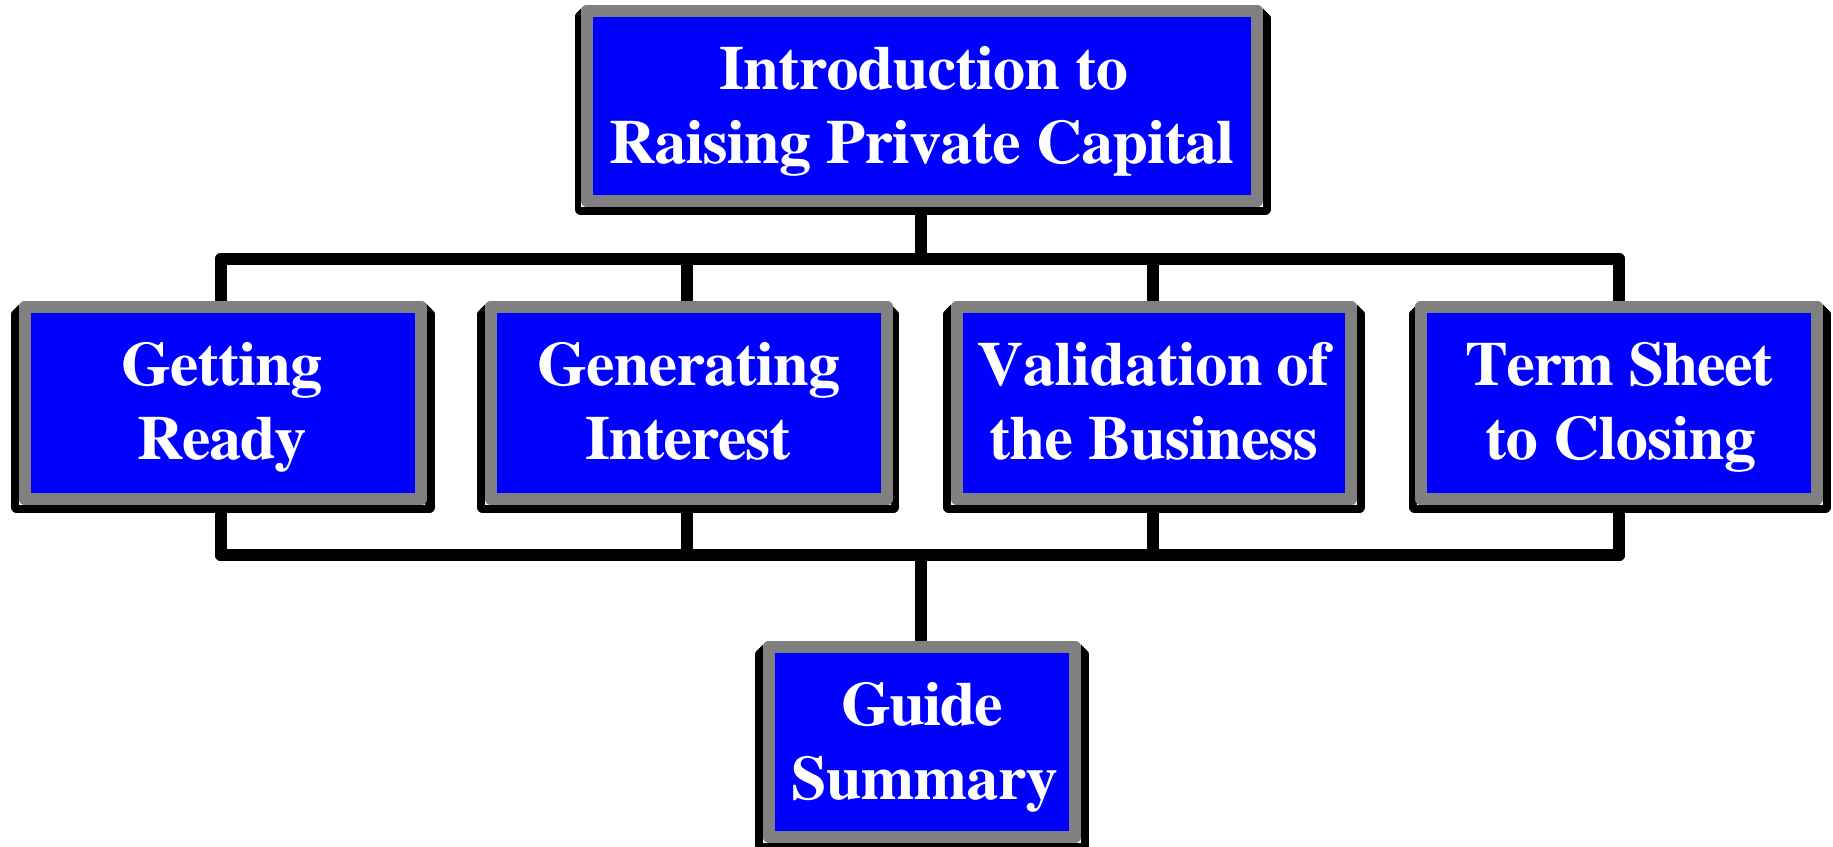 Introduction to
Raising Private Capital
Getting
Ready
Generating
Interest
Validation of
the Business
Term Sheet
to Closing
Guide
Summary